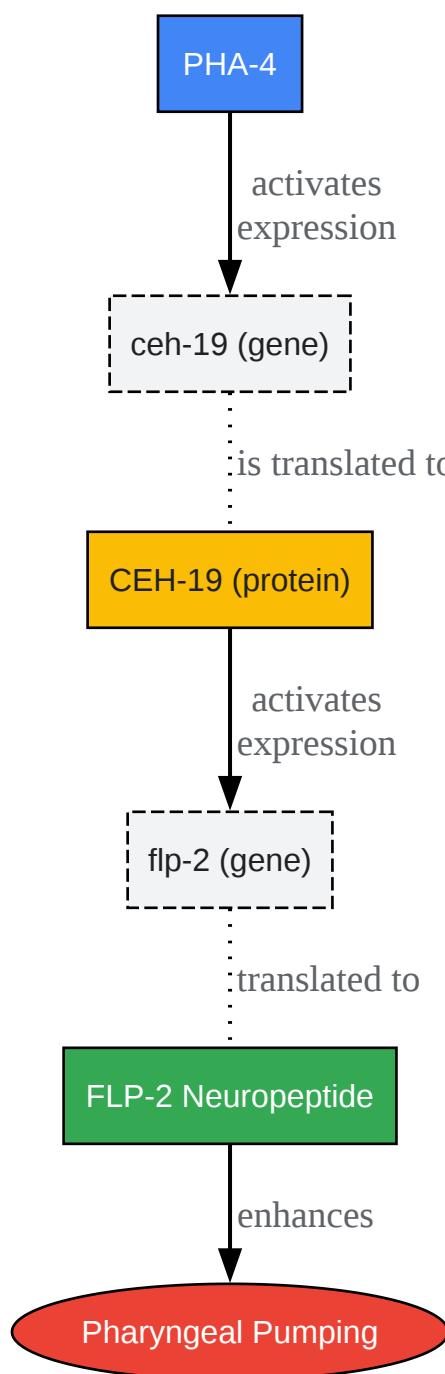 PHA-4
activates
expression
ceh-19 (gene)
is translated to
CEH-19 (protein)
activates
expression
flp-2 (gene)
translated to
FLP-2 Neuropeptide
enhances
Pharyngeal Pumping